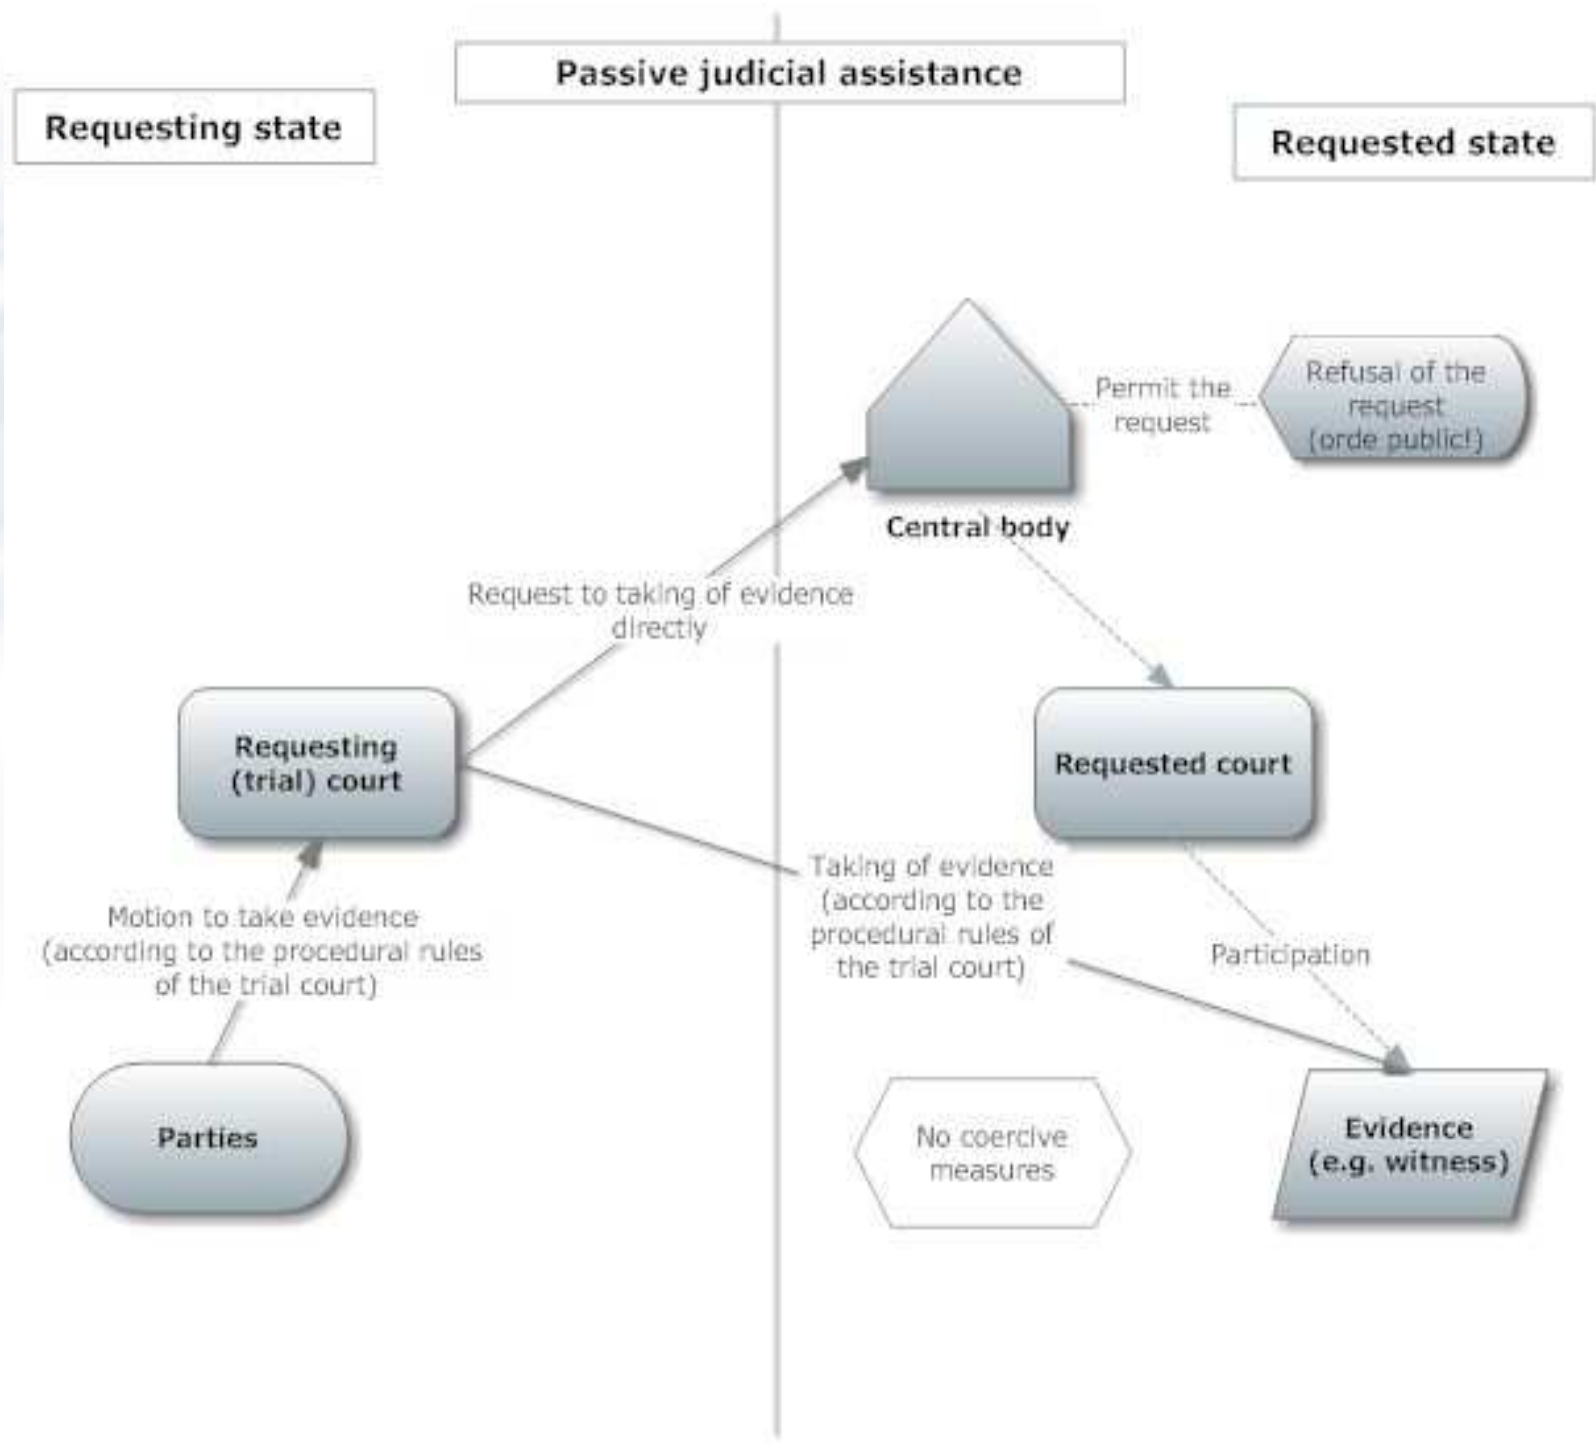 Passive judicial assistance
Requesting state
Requested state
Permit the
request
Refusal of the
request
(orde public!)
Central body
Request to taking of evidence
directly
Requesting
(trial) court
Requested court
Taking of evidence
(according to the
procedural rules of
the trial court)
Motion to take evidence
(according to the procedural rules
of the trial court)
Participation
Parties
No coercive
measures
Evidence
(e.g. witness)